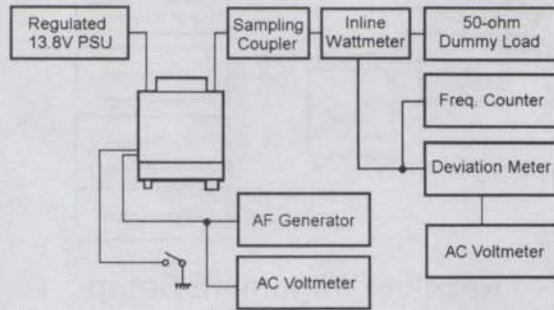 Regulated
13.8V PSU
Sampling
Coupler
Inline
Wattmeter
50-ohm
Dummy Load
Freq. Counter
Deviation Meter
AF Generator
AC Voltmeter
AC Voltmeter